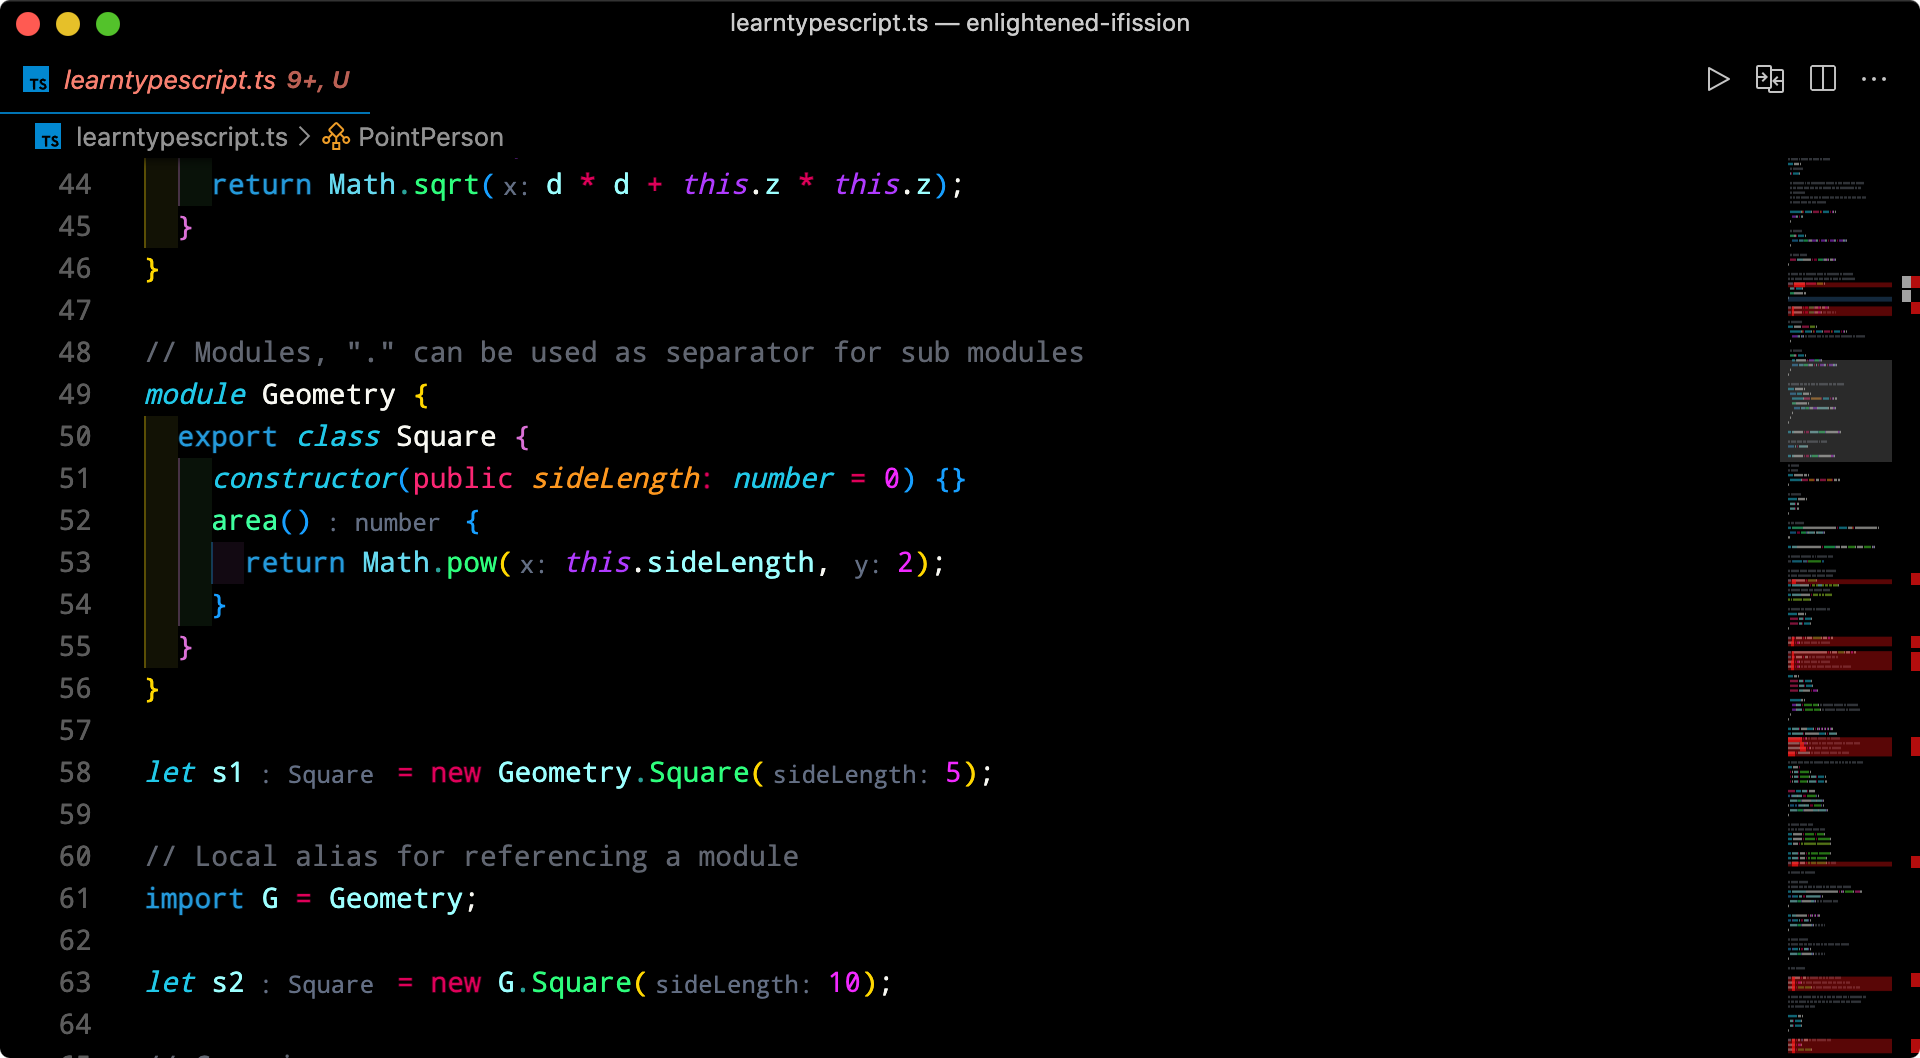 learntypescript.ts — enlightened-ifission
TS learntypescript.ts 9+, U
TS learntypescript.ts > PointPerson
44 return Math.sqrt(x: d * d + this.z * this.z);
45 }
46 }
47
48 // Modules, "." can be used as separator for sub modules
49 module Geometry {
50 export class Square {
51 constructor(public sideLength: number = 0) {}
52 area() : number {
53 return Math.pow(x: this.sideLength, y: 2);
54 }
55 }
56 }
57
58 let s1 : Square = new Geometry.Square(sideLength: 5);
59
60 // Local alias for referencing a module
61 import G = Geometry;
62
63 let s2 : Square = new G.Square(sideLength: 10);
64